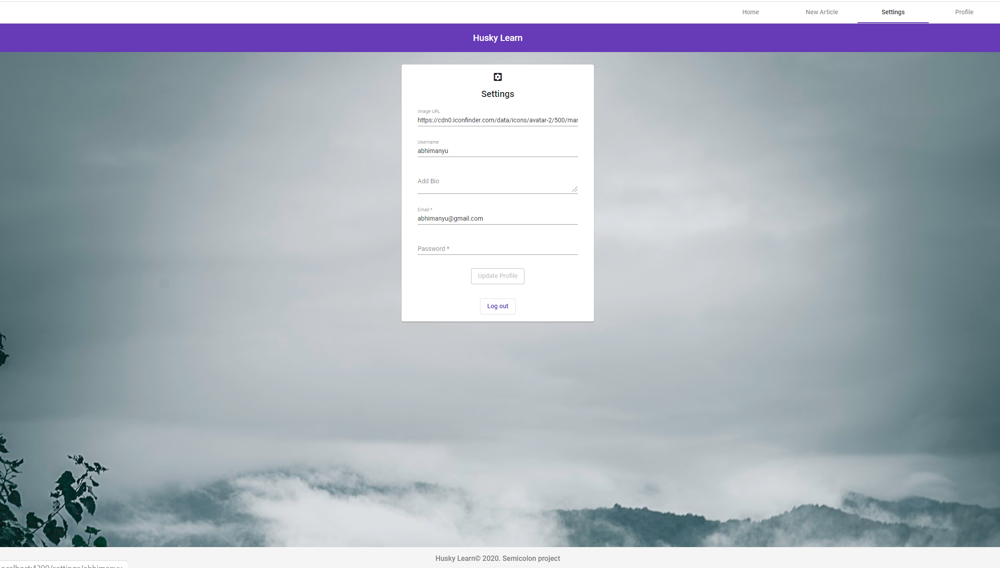 Home New Article Settings Profile
Husky Learn
Settings
Image URL
https://cdn0.iconfinder.com/data/icons/avatar-2/500/mar
Username
abhimanyu
Add Bio
Email *
abhimanyu@gmail.com
Password *
Update Profile
Log out
Husky Learn© 2020. Semicolon project
localhost:4200/settings/abhimanyu